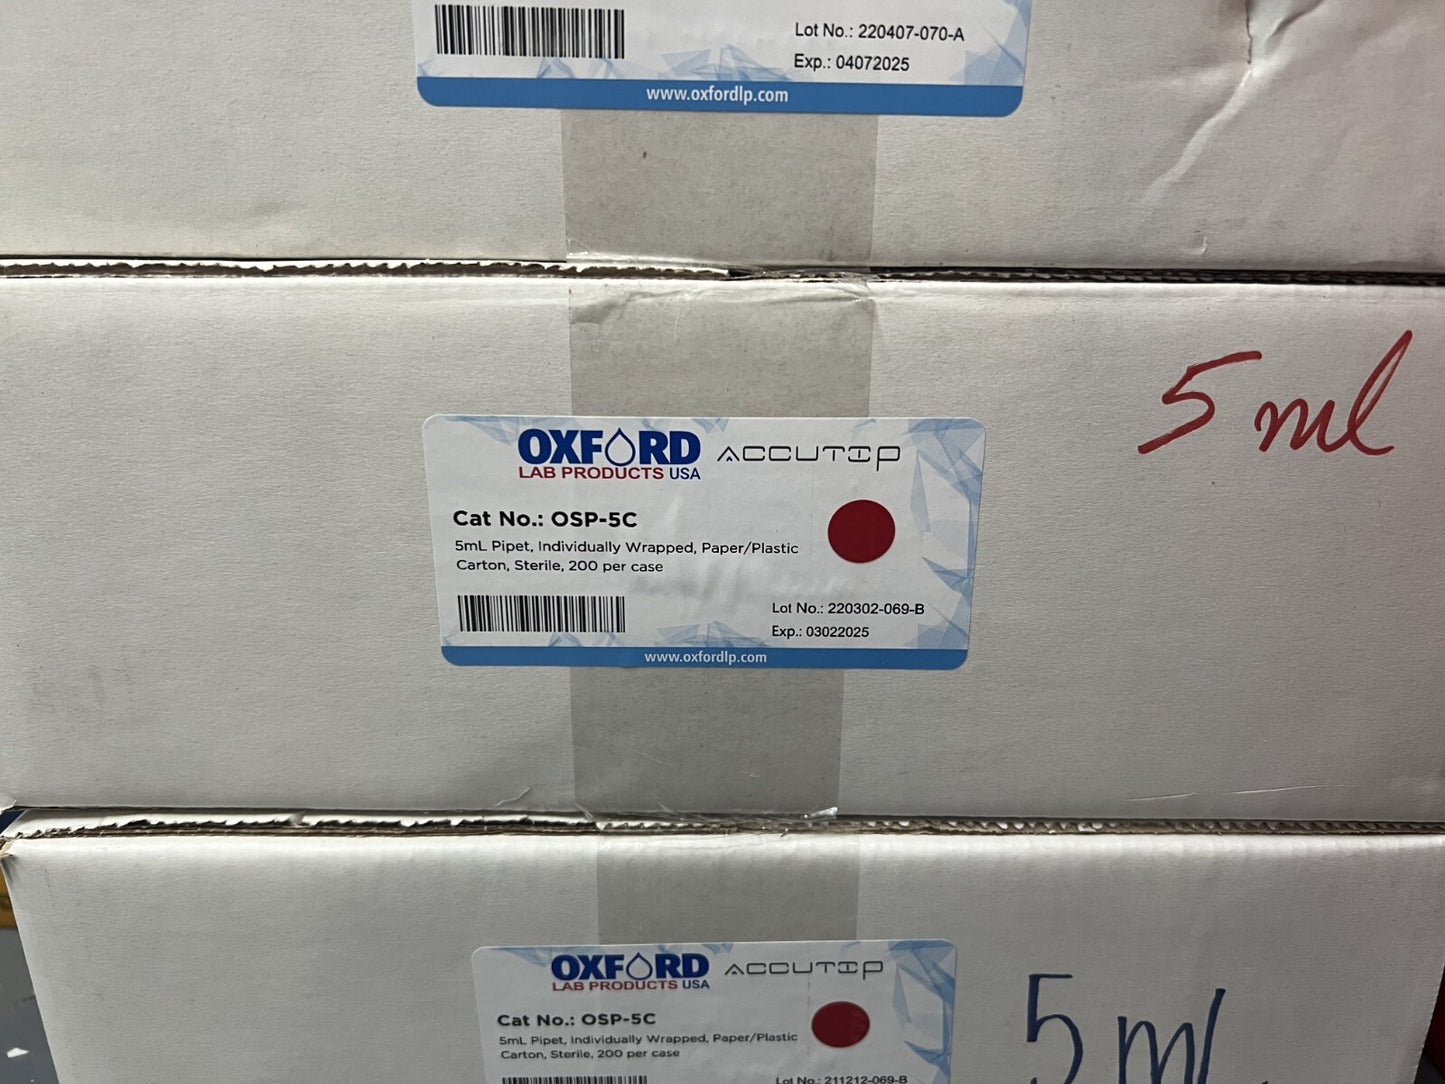 Lot No.: 220407-070-A
Exp.: 04072025
www.oxfordlp.com
5 ml
OXFORD ACCUTIP
LAB PRODUCTS USA
Cat No.: OSP-5C
5mL Pipet, Individually Wrapped, Paper/Plastic
Carton, Sterile, 200 per case
Lot No.: 220302-069-B
Exp.: 03022025
www.oxfordlp.com
OXFORD ACCUTIP
LAB PRODUCTS USA
Cat No.: OSP-5C
5mL Pipet, Individually Wrapped, Paper/Plastic
Carton, Sterile, 200 per case
5 ml
Lot No.: 211212-069-B